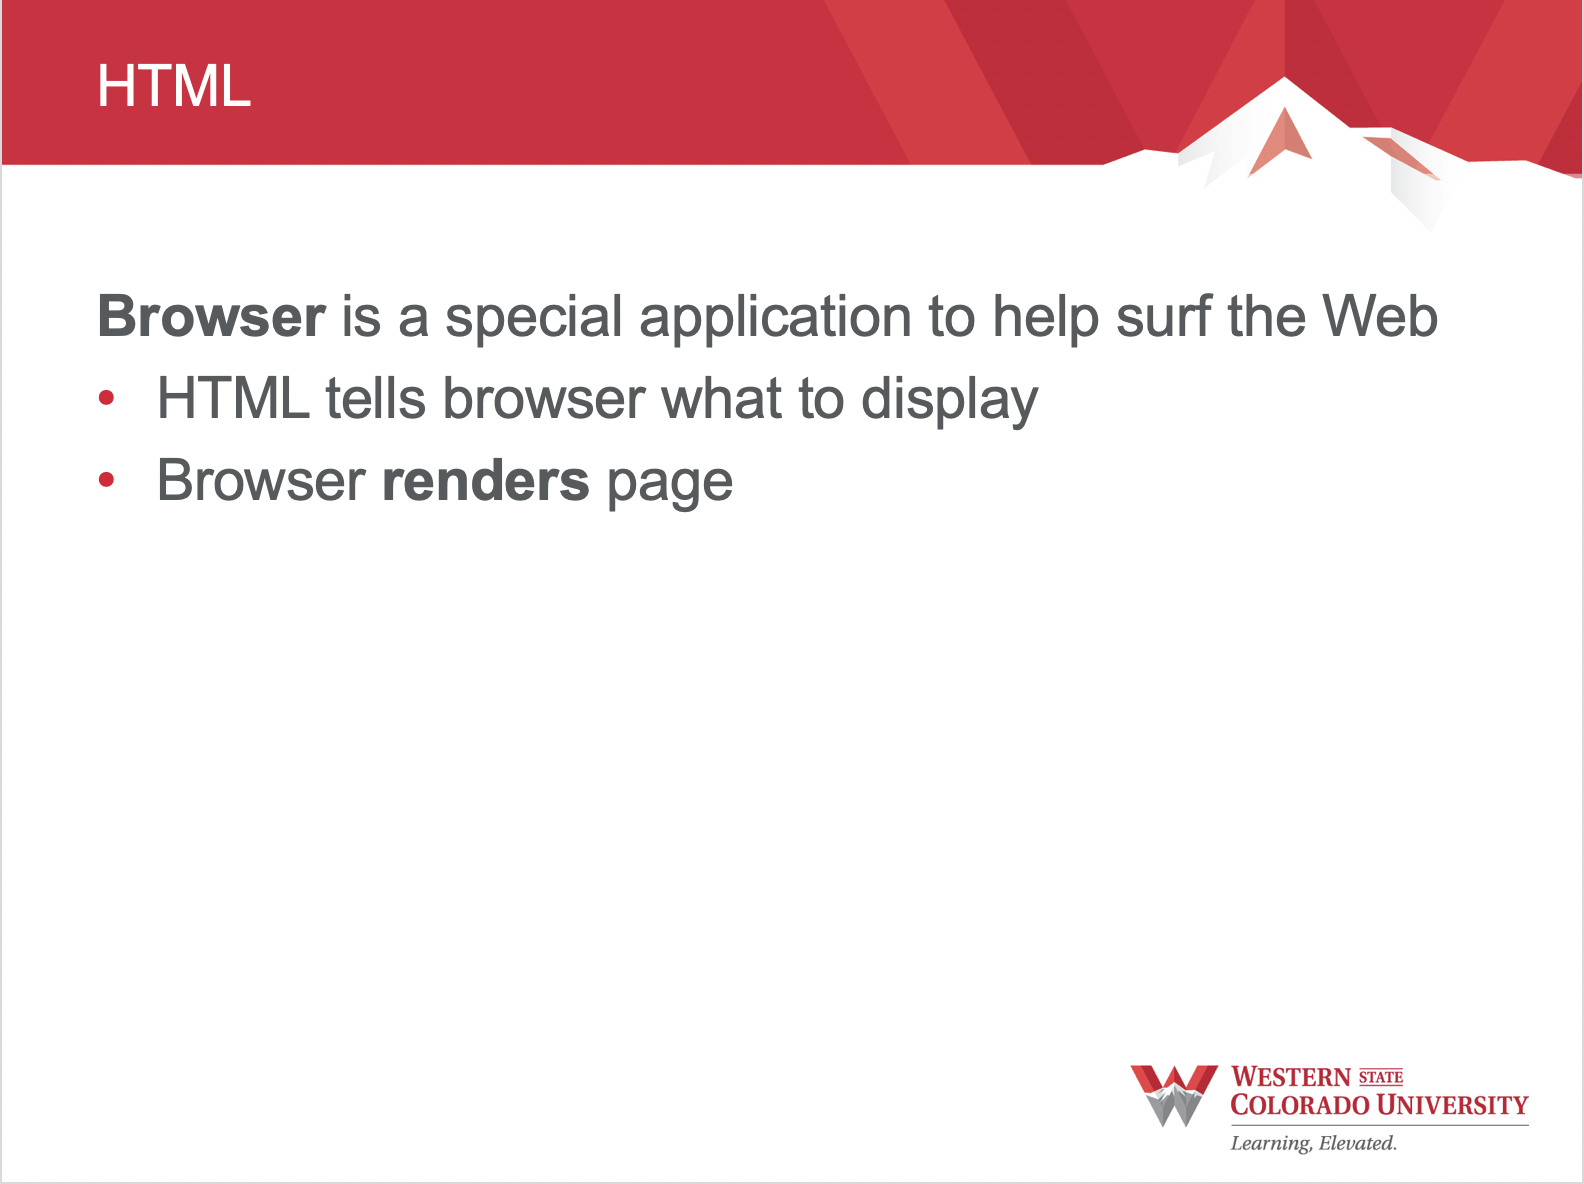 HTML
Browser is a special application to help surf the Web
• HTML tells browser what to display
• Browser renders page
WESTERN STATE
COLORADO UNIVERSITY
Learning, Elevated.